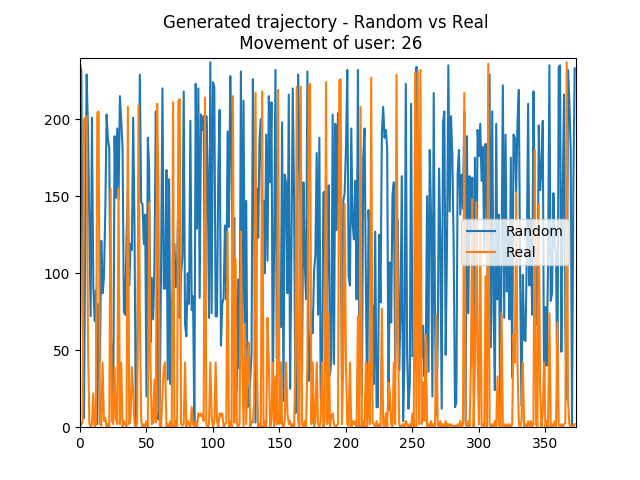 Generated trajectory - Random vs Real
Movement of user: 26
200
150
100
50
0
Random
Real
0 50 100 150 200 250 300 350